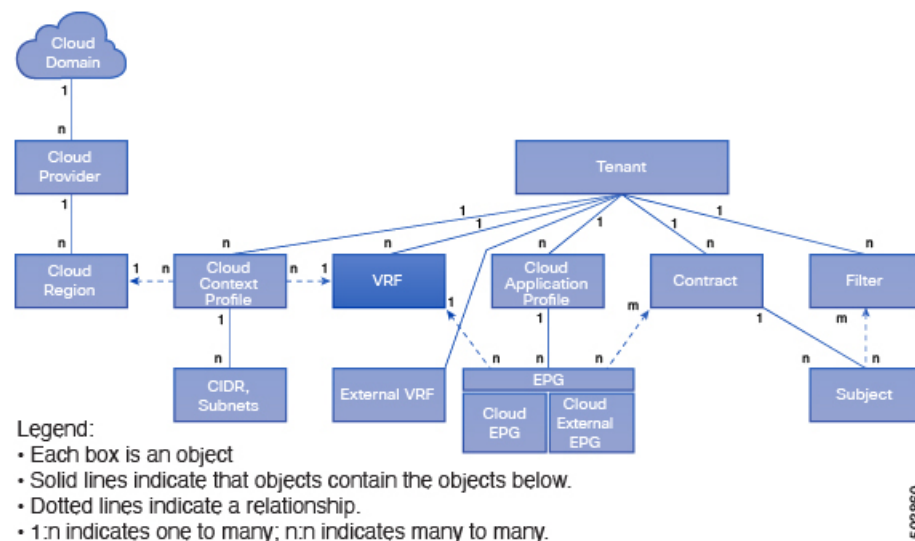 Cloud
Domain
1
n
Cloud
Provider
Tenant
1
1
1
1
1
1
n
n
n
n
n
n
Cloud
Region
1
n
Cloud
Context
Profile
n
1
VRF
Cloud
Application
Profile
Contract
Filter
1
1
1
m
1
m
n
n
n
n
n
n
CIDR,
Subnets
External VRF
EPG
Cloud
EPG
Cloud
External
EPG
Subject
Legend:
• Each box is an object
• Solid lines indicate that objects contain the objects below.
• Dotted lines indicate a relationship.
• 1:n indicates one to many; n:n indicates many to many.